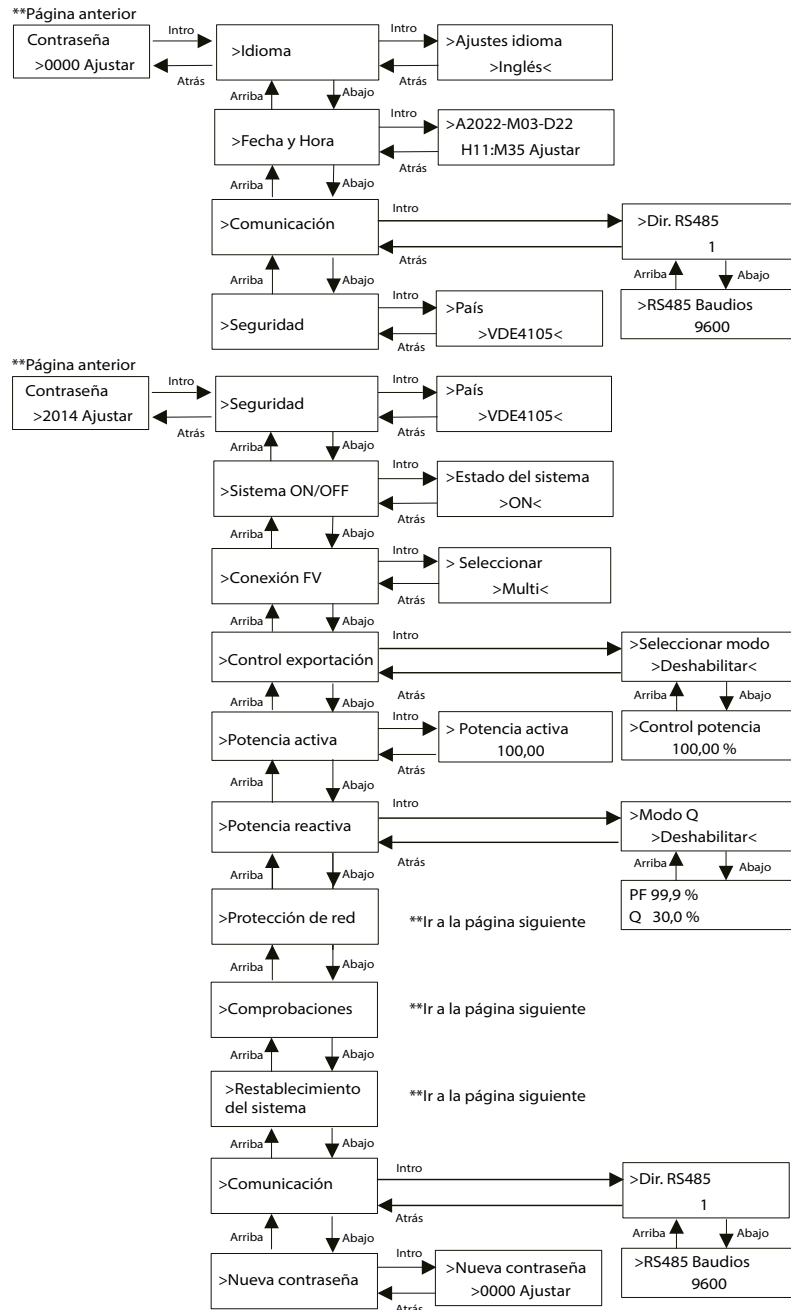 **Página anterior
Contraseña
>0000 Ajustar
Intro
Atrás
>Idioma
Intro
>Ajustes idioma
>Inglés<
Arriba
Abajo
>Fecha y Hora
Intro
Atrás
>A2022-M03-D22
H11:M35 Ajustar
Arriba
Abajo
>Comunicación
Intro
Atrás
>Dir. RS485
1
Arriba
Abajo
>RS485 Baudios
9600
Arriba
Abajo
>Seguridad
Intro
Atrás
>País
>VDE4105<
**Página anterior
Contraseña
>2014 Ajustar
Intro
Atrás
>Seguridad
Intro
Atrás
>País
>VDE4105<
Arriba
Abajo
>Sistema ON/OFF
Intro
Atrás
>Estado del sistema
>ON<
Arriba
Abajo
>Conexión FV
Intro
Atrás
> Seleccionar
>Multi<
Arriba
Abajo
>Control exportación
Intro
Atrás
>Seleccionar modo
>Deshabilitar<
Arriba
Abajo
>Control potencia
100,00 %
Arriba
Abajo
>Potencia activa
Intro
Atrás
> Potencia activa
100,00
Arriba
Abajo
>Potencia reactiva
Intro
Atrás
>Modo Q
>Deshabilitar<
Arriba
Abajo
PF 99,9 %
Q 30,0 %
Arriba
Abajo
>Protección de red
**Ir a la página siguiente
Arriba
Abajo
>Comprobaciones
**Ir a la página siguiente
Arriba
Abajo
>Restablecimiento
del sistema
**Ir a la página siguiente
Arriba
Abajo
>Comunicación
Intro
Atrás
>Dir. RS485
1
Arriba
Abajo
>RS485 Baudios
9600
Arriba
Abajo
>Nueva contraseña
Intro
Atrás
>Nueva contraseña
>0000 Ajustar